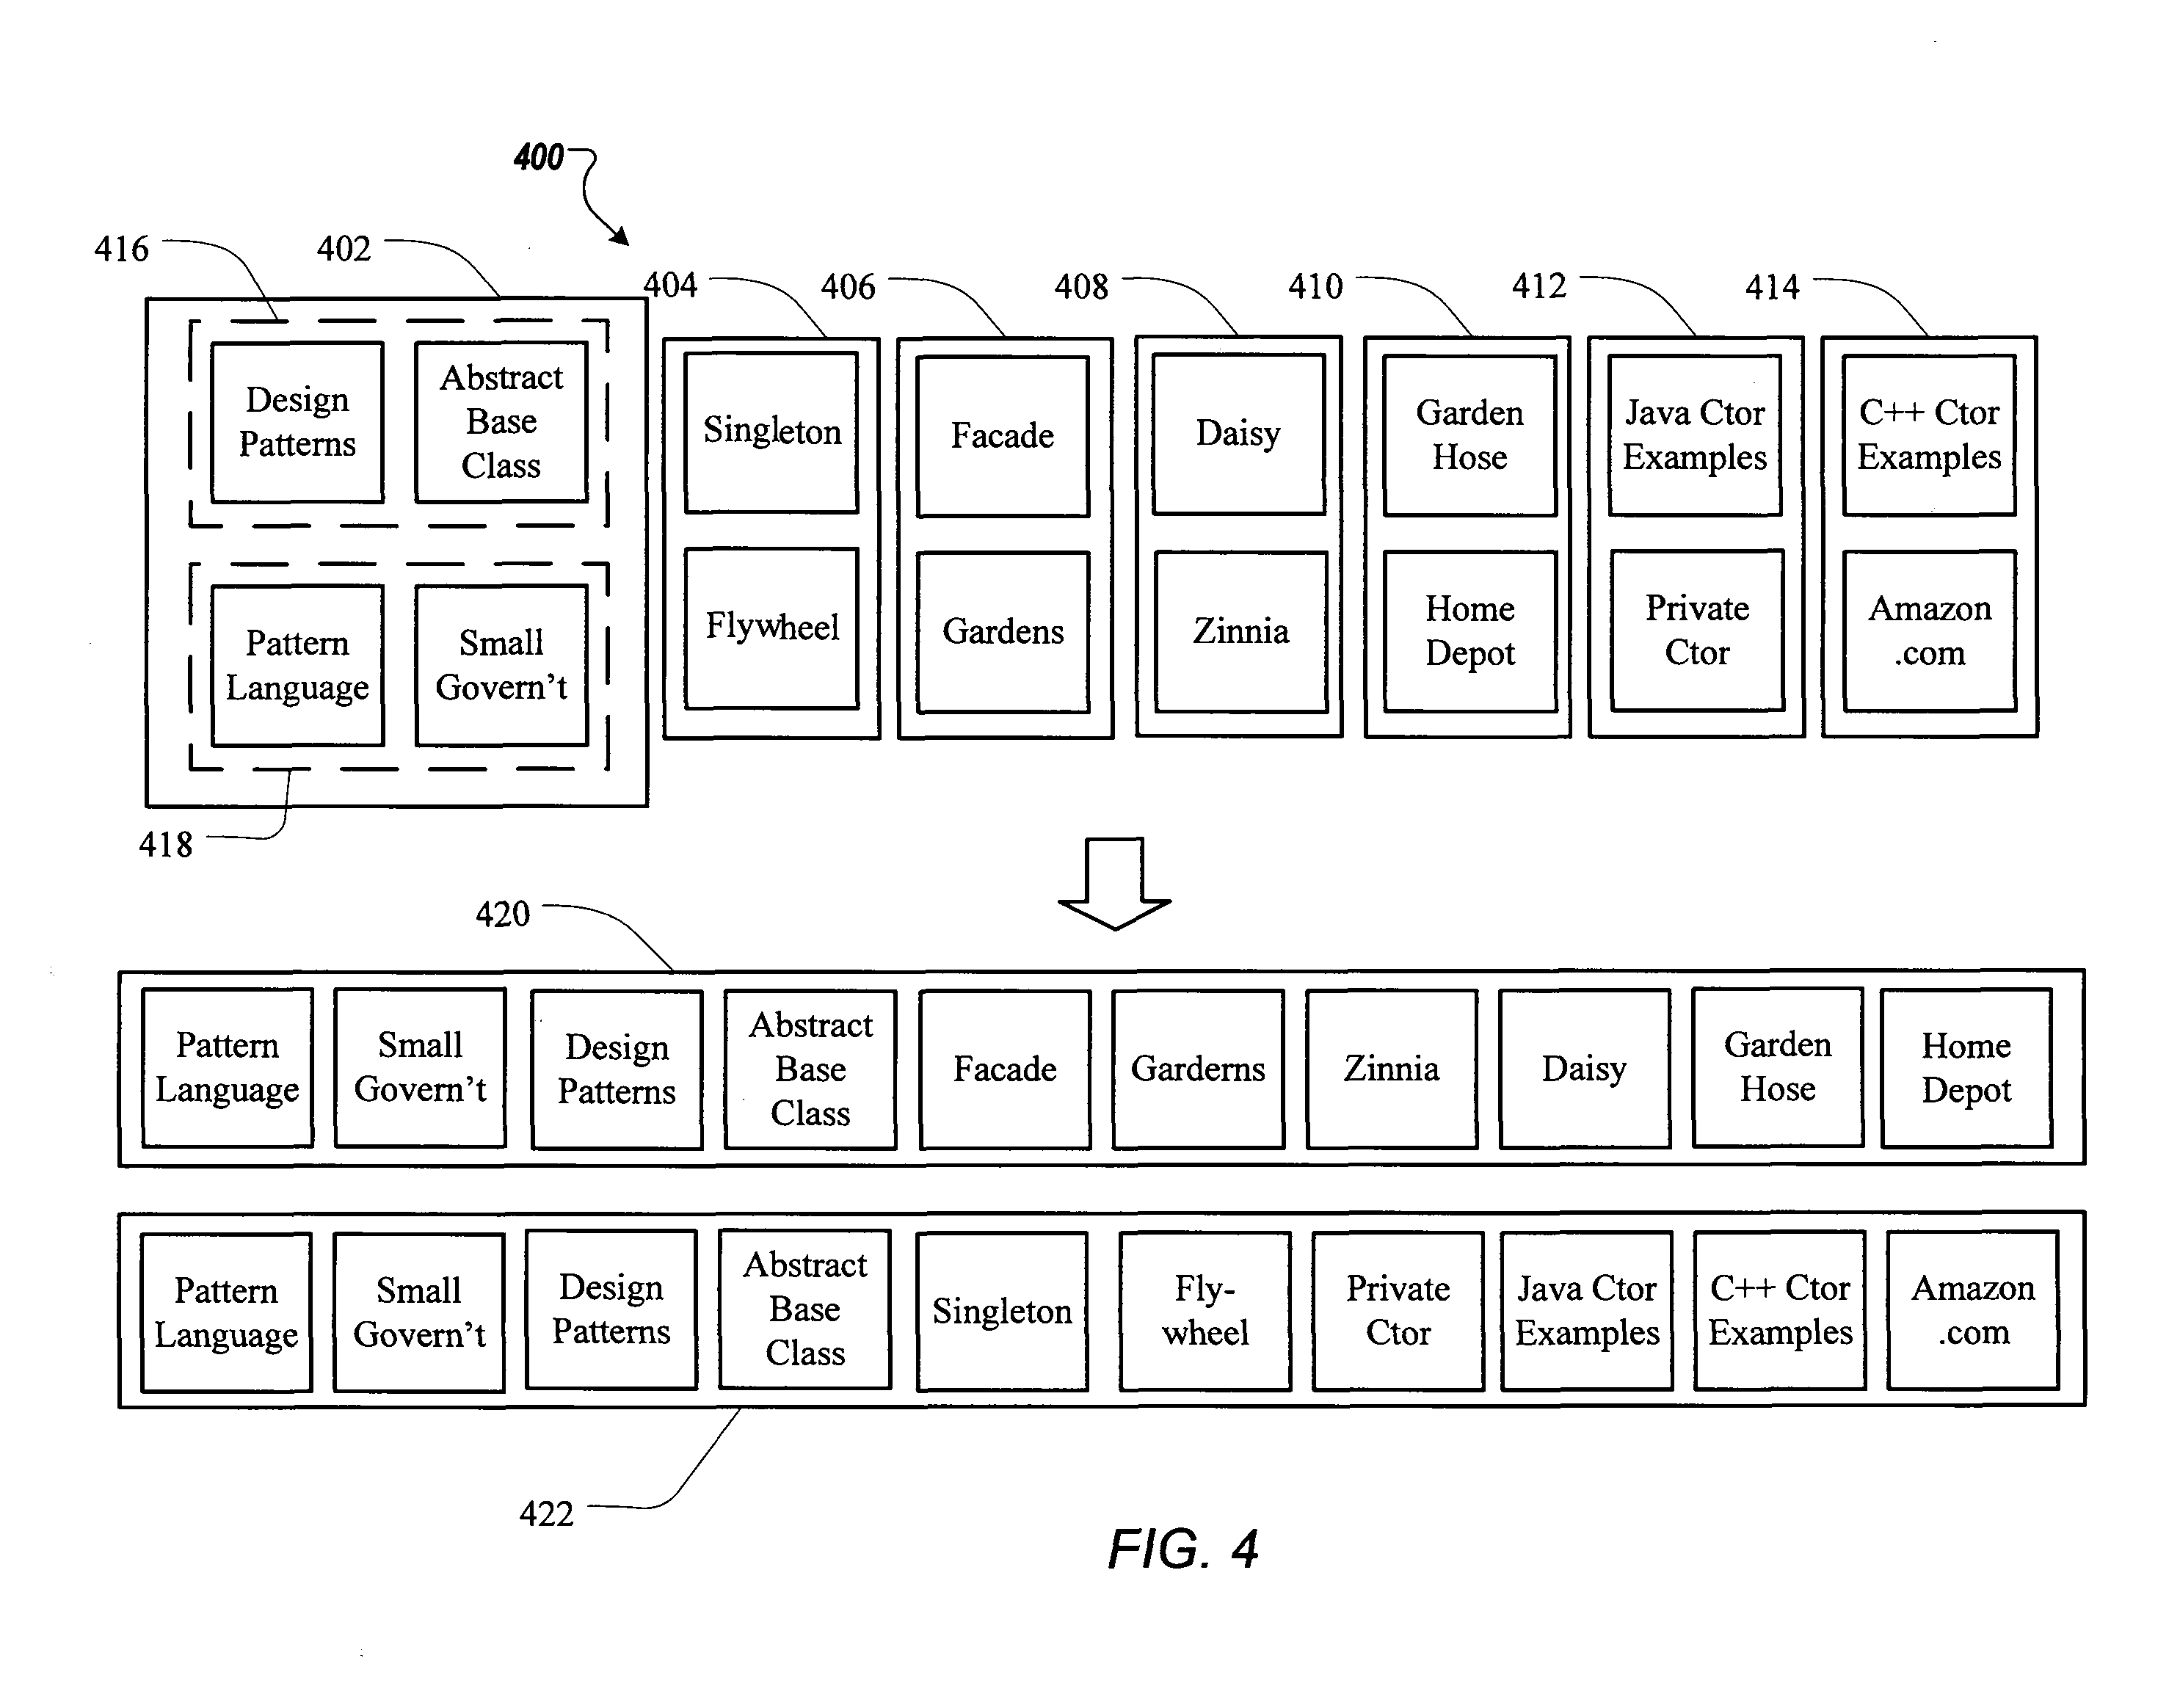 400
416
402
404
406
408
410
412
414
Design
Patterns
Abstract
Base
Class
Singleton
Facade
Daisy
Garden
Hose
Java Ctor
Examples
C++ Ctor
Examples
Pattern
Language
Small
Govern't
Flywheel
Gardens
Zinnia
Home
Depot
Private
Ctor
Amazon
.com
418
420
Pattern
Language
Small
Govern't
Design
Patterns
Abstract
Base
Class
Facade
Garderns
Zinnia
Daisy
Garden
Hose
Home
Depot
Pattern
Language
Small
Govern't
Design
Patterns
Abstract
Base
Class
Singleton
Fly-
wheel
Private
Ctor
Java Ctor
Examples
C++ Ctor
Examples
Amazon
.com
422
FIG. 4